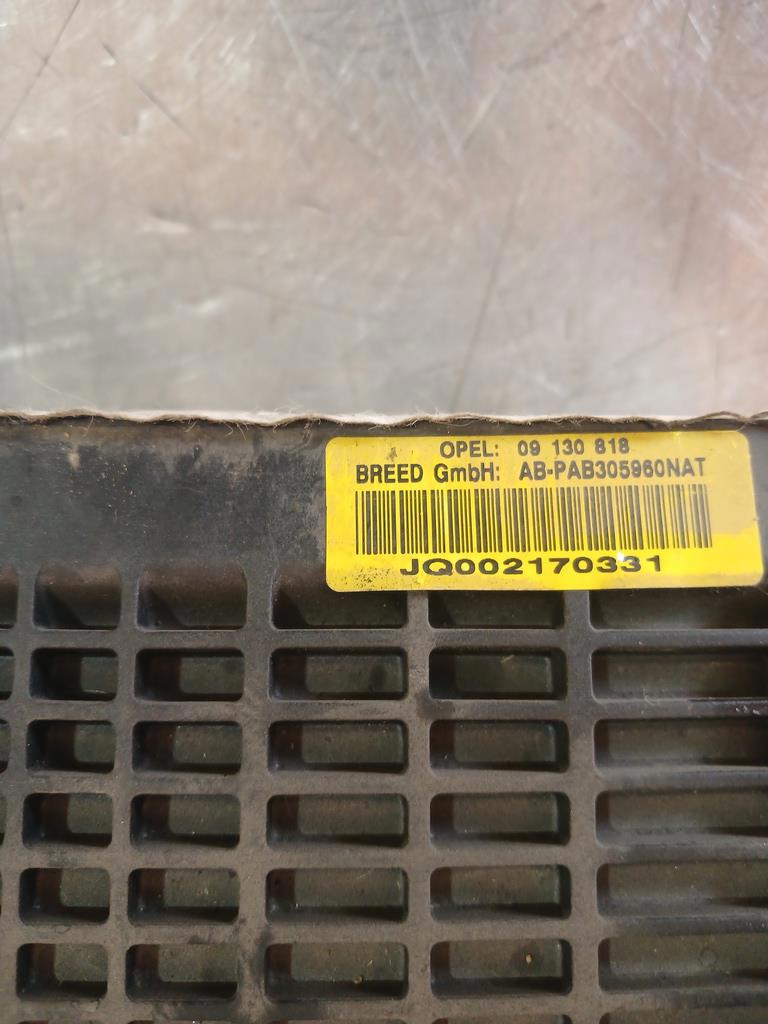 OPEL: 09 130 818
BREED GmbH: AB-PAB305960NAT
JQ002170331